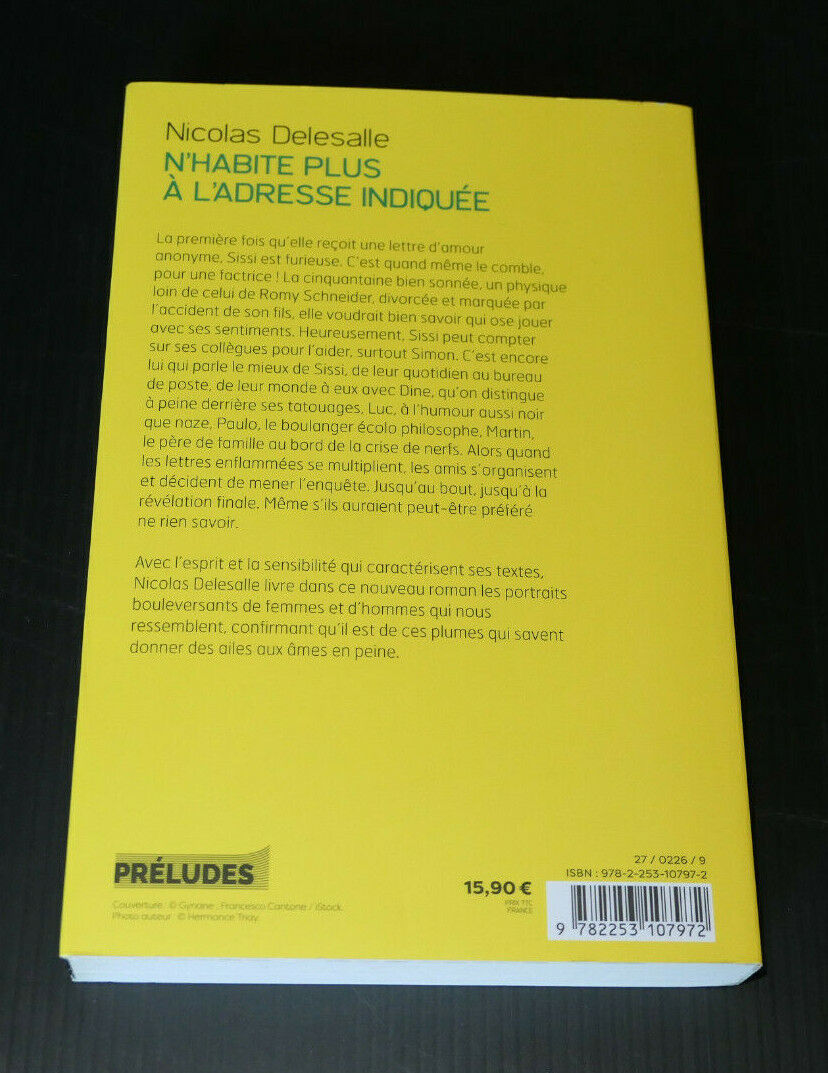 Nicolas Delesalle
N'HABITE PLUS
À L'ADRESSE INDIQUÉE
La première fois qu'elle reçoit une lettre d'amour
anonyme, Sissi est furieuse. C'est quand même le comble,
pour une factrice ! La cinquantaine bien sonnée, un physique
loin de celui de Romy Schneider, divorcée et marquée par
l'accident de son fils, elle voudrait bien savoir qui ose jouer
avec ses sentiments. Heureusement, Sissi peut compter
sur ses collègues pour l'aider, surtout Simon. C'est encore
lui qui parle le mieux de Sissi, de leur quotidien au bureau
de poste, de leur monde à eux avec Dine, qu'on distingue
à peine derrière ses tatouages, Luc, à l'humour aussi noir
que naze, Paulo, le boulanger écolo philosophe, Martin,
le père de famille au bord de la crise de nerfs. Alors quand
les lettres enflammées se multiplient, les amis s'organisent
et décident de mener l'enquête. Jusqu'au bout, jusqu'à la
révélation finale. Même s'ils auraient peut-être préféré
ne rien savoir.
Avec l'esprit et la sensibilité qui caractérisent ses textes,
Nicolas Delesalle livre dans ce nouveau roman les portraits
bouleversants de femmes et d'hommes qui nous
ressemblent, confirmant qu'il est de ces plumes qui savent
donner des ailes aux âmes en peine.
PRÉLUDES
Couverture : © Gynane ; Francesco Cantone / iStock.
Photo auteur : © Hermance Triay.
15,90 €
PRIX TTC
FRANCE
27 / 0226 / 9
ISBN : 978-2-253-10797-2
9 782253 107972